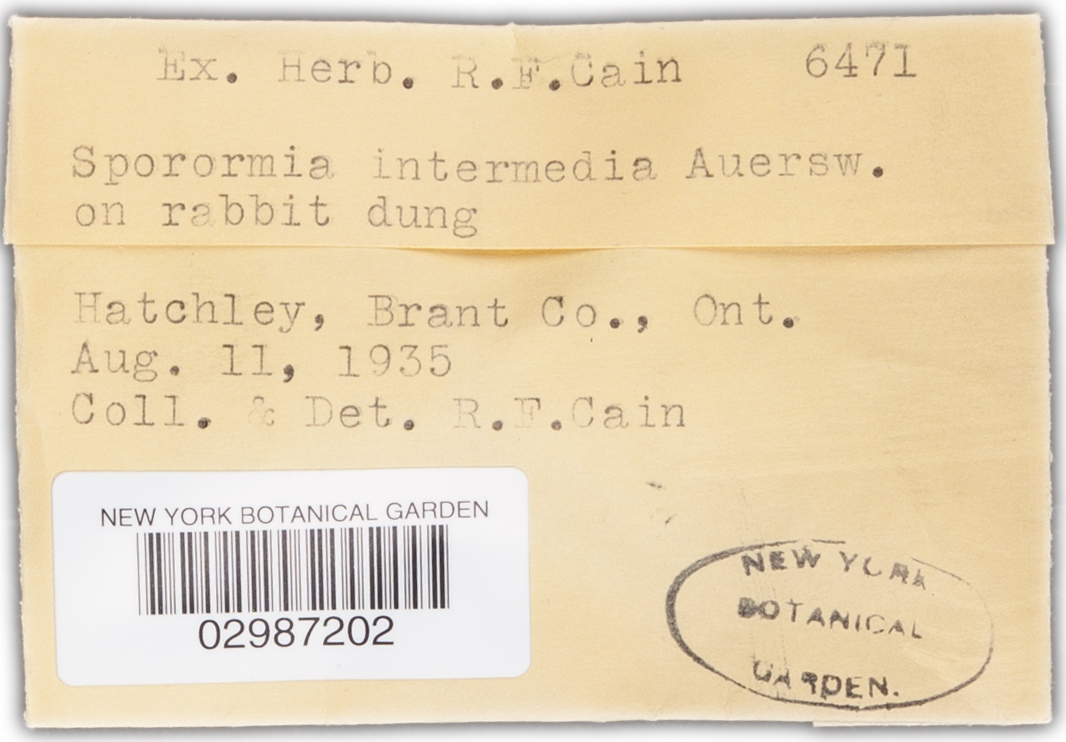 Ex. Herb. R.F.Cain 6471
Sporormia intermedia Auersw.
on rabbit dung
Hatchley, Brant Co., Ont.
Aug. 11, 1935
Coll. & Det. R.F.Cain
NEW YORK BOTANICAL GARDEN
02987202
NEW YORK
BOTANICAL
GARDEN.